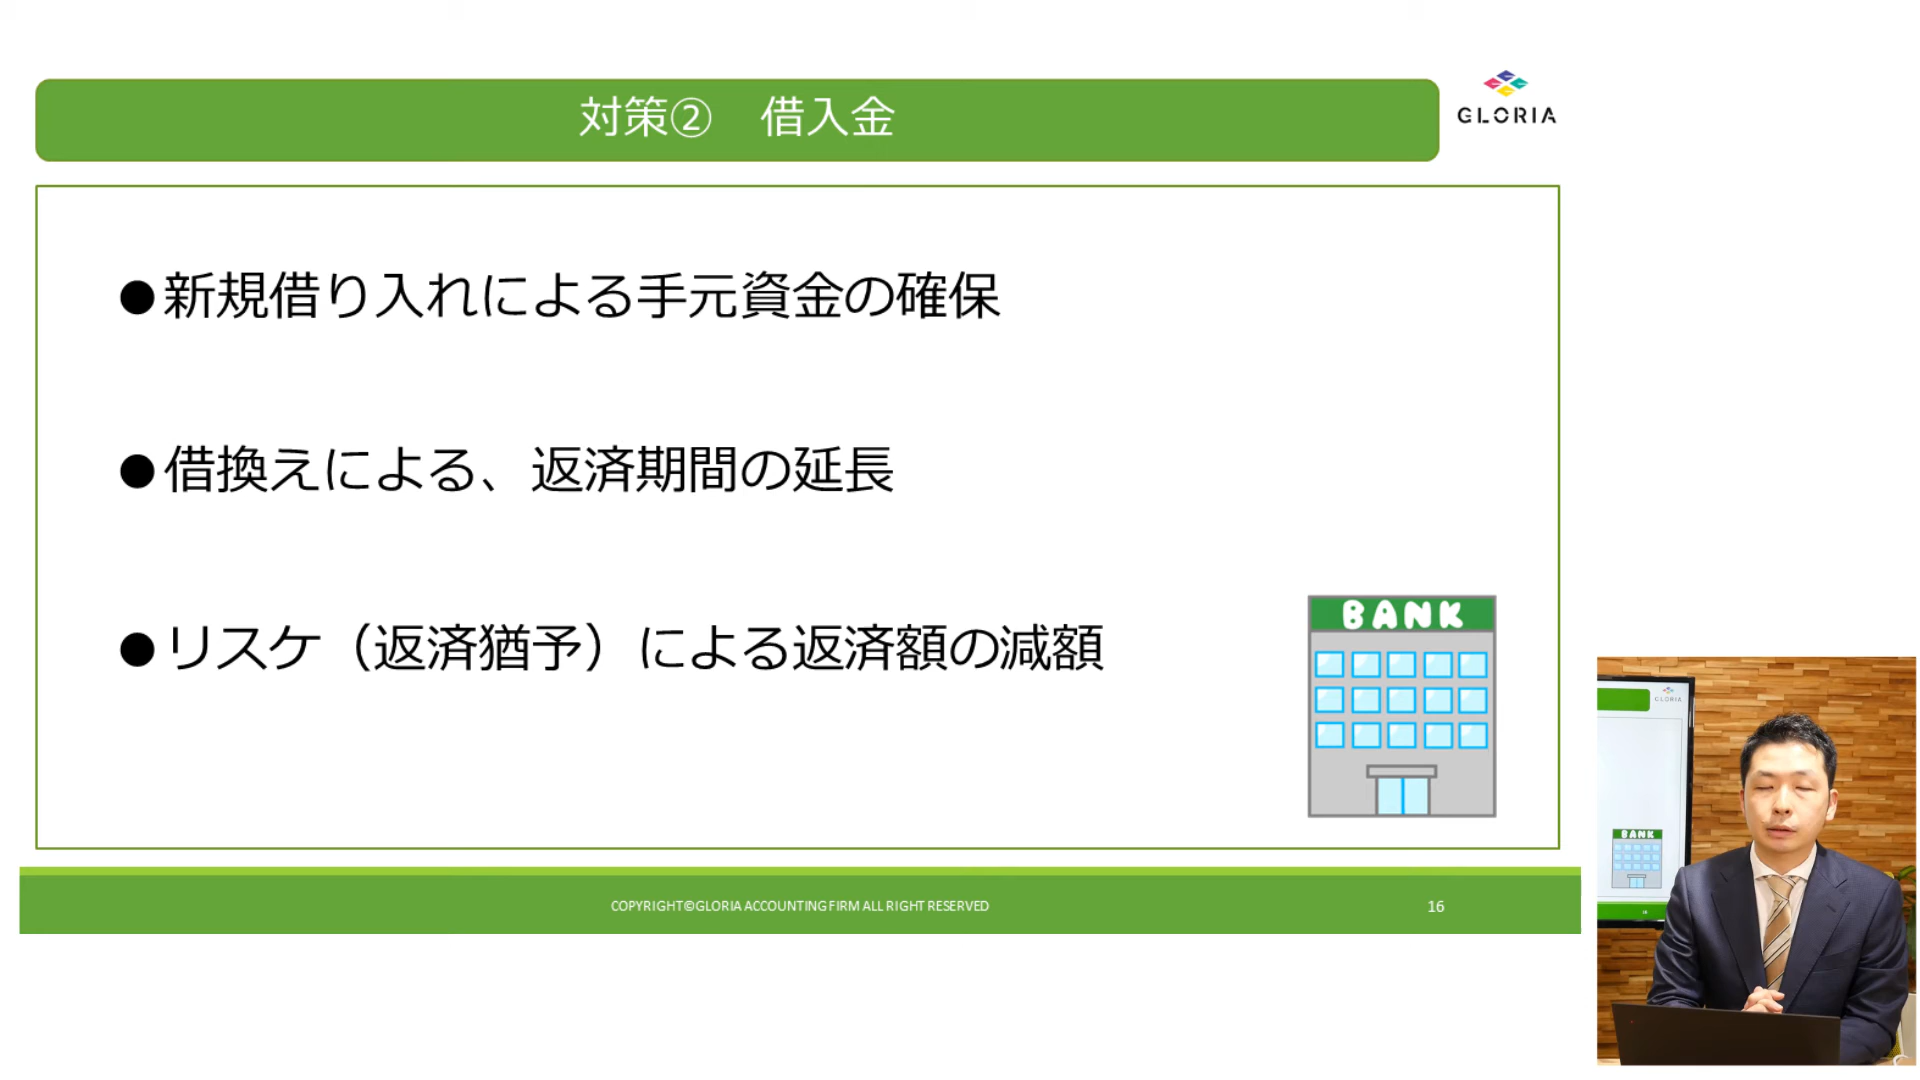 対策②　借入金
GLORIA
●新規借り入れによる手元資金の確保
●借換えによる、返済期間の延長
●リスケ（返済猶予）による返済額の減額
BANK
COPYRIGHT©GLORIA ACCOUNTING FIRM ALL RIGHT RESERVED
16
GLORIA
BANK
16